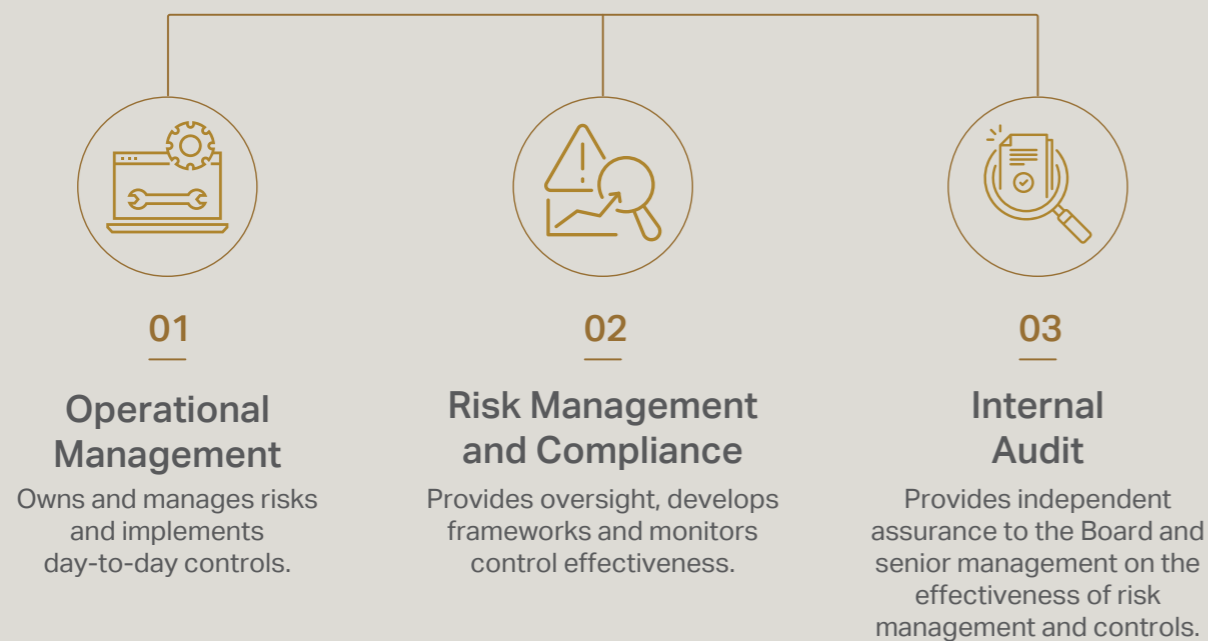 01
Operational
Management
Owns and manages risks
and implements
day-to-day controls.
02
Risk Management
and Compliance
Provides oversight, develops
frameworks and monitors
control effectiveness.
03
Internal
Audit
Provides independent
assurance to the Board and
senior management on the
effectiveness of risk
management and controls.